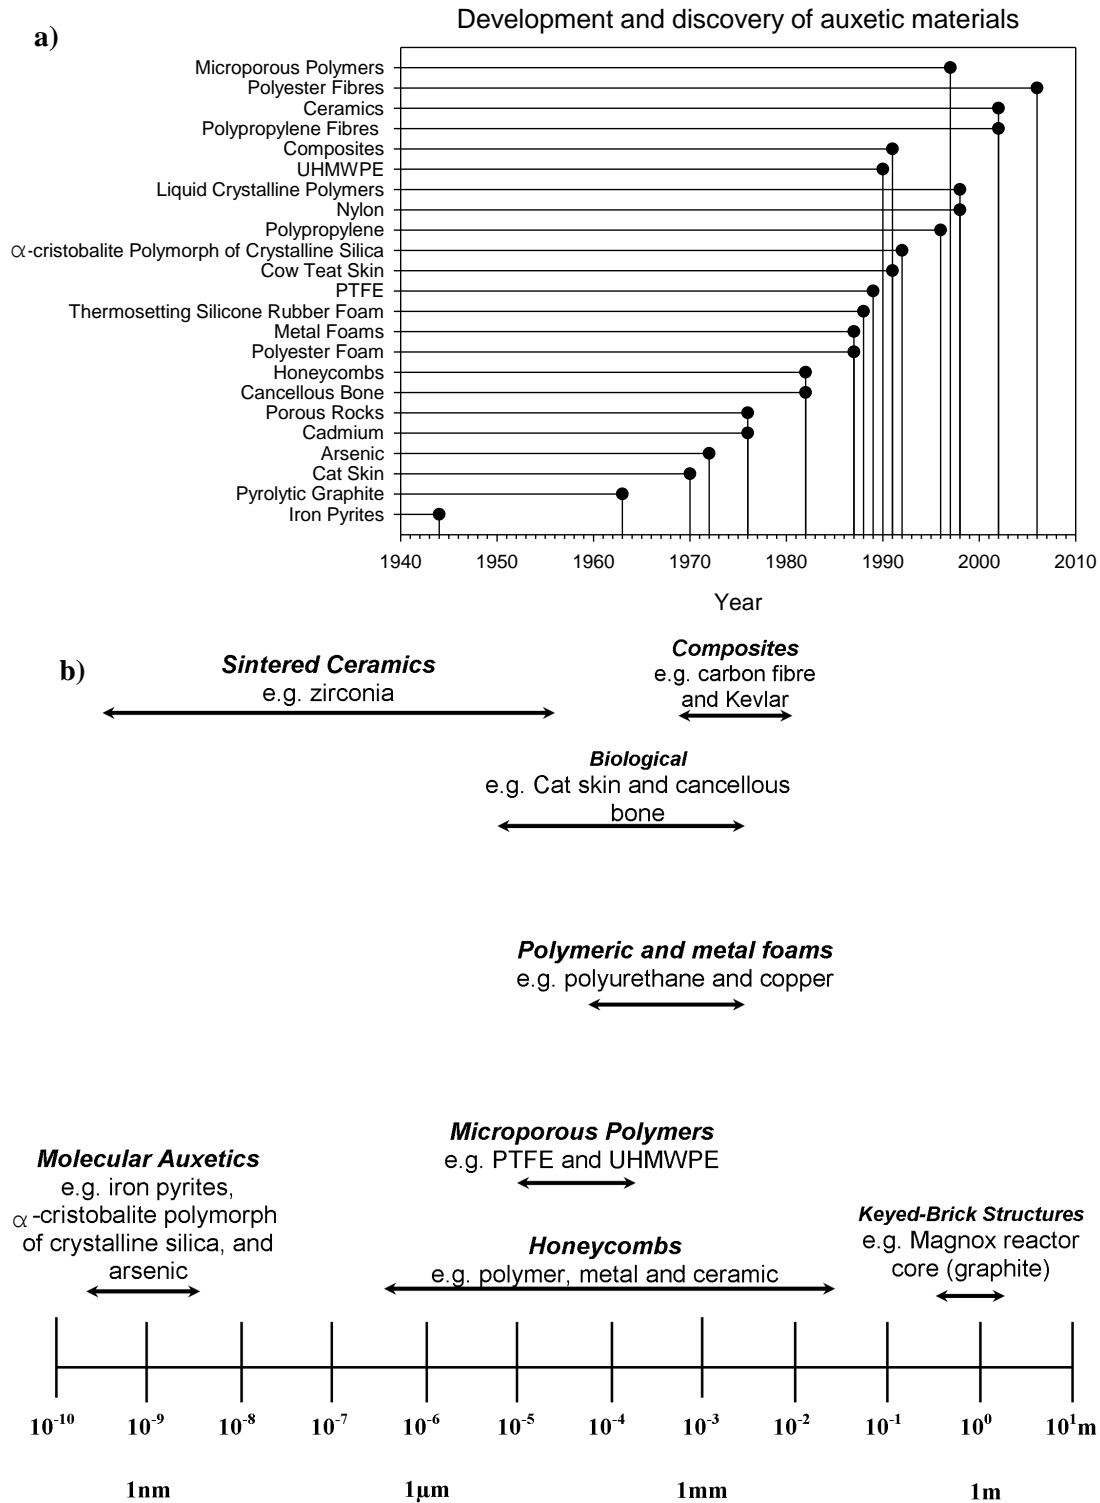 Development and discovery of auxetic materials
a)
Microporous Polymers
Polyester Fibres
Ceramics
Polypropylene Fibres
Composites
UHMWPE
Liquid Crystalline Polymers
Nylon
Polypropylene
α-cristobalite Polymorph of Crystalline Silica
Cow Teat Skin
PTFE
Thermosetting Silicone Rubber Foam
Metal Foams
Polyester Foam
Honeycombs
Cancellous Bone
Porous Rocks
Cadmium
Arsenic
Cat Skin
Pyrolytic Graphite
Iron Pyrites
1940 1950 1960 1970 1980 1990 2000 2010
Year
b)
Sintered Ceramics
e.g. zirconia
Composites
e.g. carbon fibre
and Kevlar
Biological
e.g. Cat skin and cancellous
bone
Polymeric and metal foams
e.g. polyurethane and copper
Microporous Polymers
e.g. PTFE and UHMWPE
Molecular Auxetics
e.g. iron pyrites,
α-cristobalite polymorph
of crystalline silica, and
arsenic
Honeycombs
e.g. polymer, metal and ceramic
Keyed-Brick Structures
e.g. Magnox reactor
core (graphite)
10⁻¹⁰ 10⁻⁹ 10⁻⁸ 10⁻⁷ 10⁻⁶ 10⁻⁵ 10⁻⁴ 10⁻³ 10⁻² 10⁻¹ 10⁰ 10¹m
1nm 1μm 1mm 1m